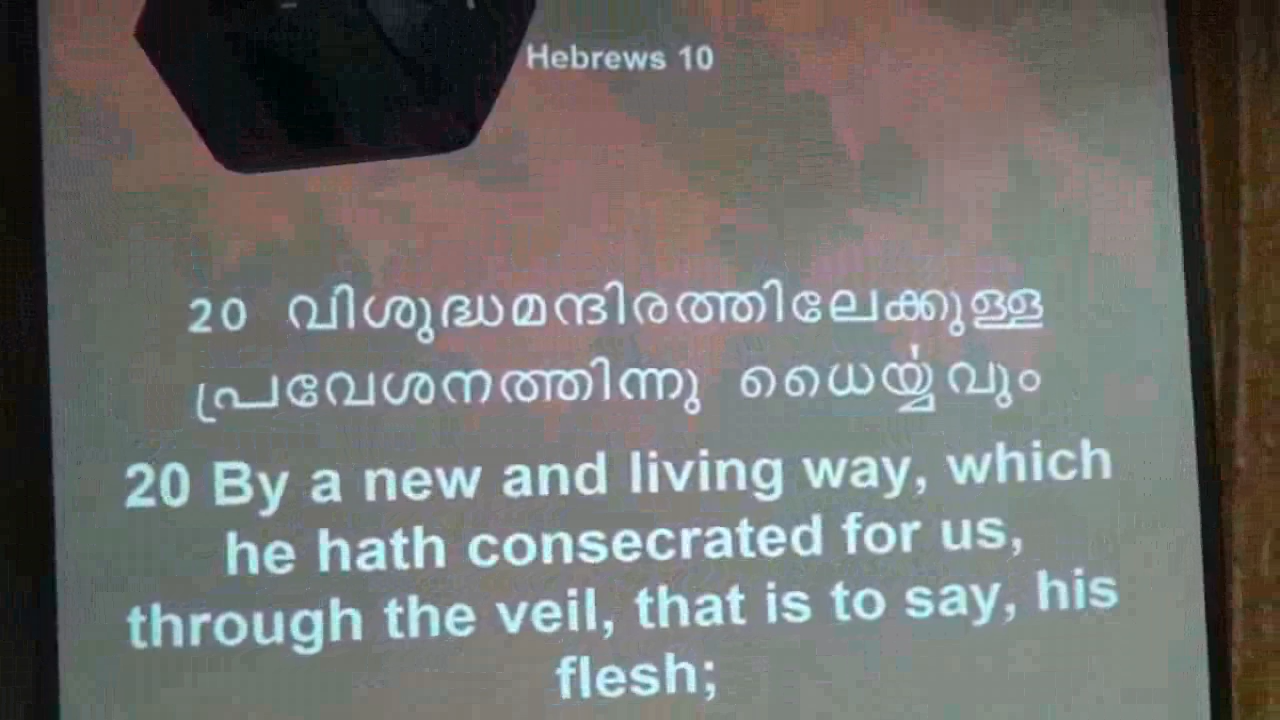 Hebrews 10
20 വിശുദ്ധമന്ദിരത്തിലേക്കുള്ള
പ്രവേശനത്തിന്നു ധൈൎയ്യവും
20 By a new and living way, which
he hath consecrated for us,
through the veil, that is to say, his
flesh;